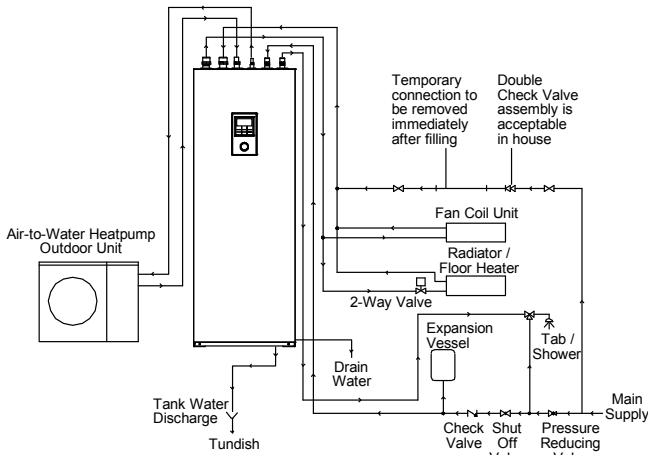 Temporary
connection to
be removed
immediately
after filling
Double
Check Valve
assembly is
acceptable
in house
Fan Coil Unit
Air-to-Water Heatpump
Outdoor Unit
Radiator /
Floor Heater
2-Way Valve
Expansion
Vessel
Tab /
Shower
Drain
Water
Main
Supply
Tank Water
Discharge
Tundish
Check
Valve
Shut
Off
Pressure
Reducing